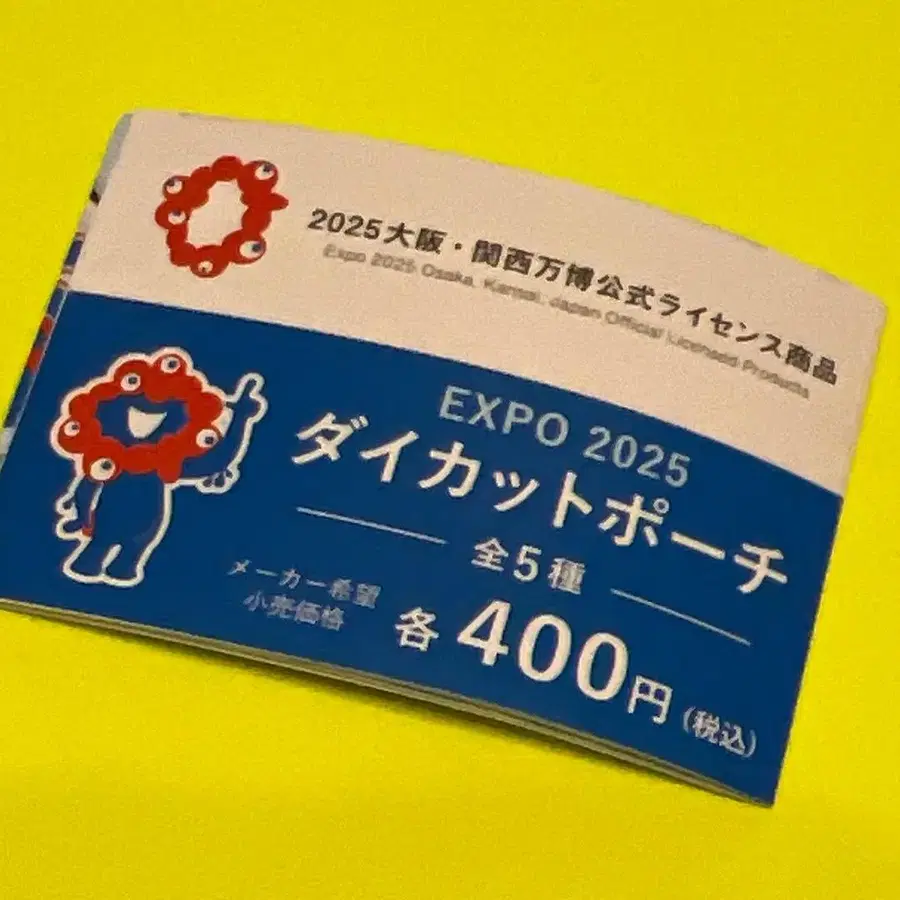 2025大阪・関西万博公式ライセンス商品
Expo 2025 Osaka, Kansai, Japan Official Licensed Products
EXPO 2025
ダイカットポーチ
全5種
メーカー希望
小売価格
各400円(税込)